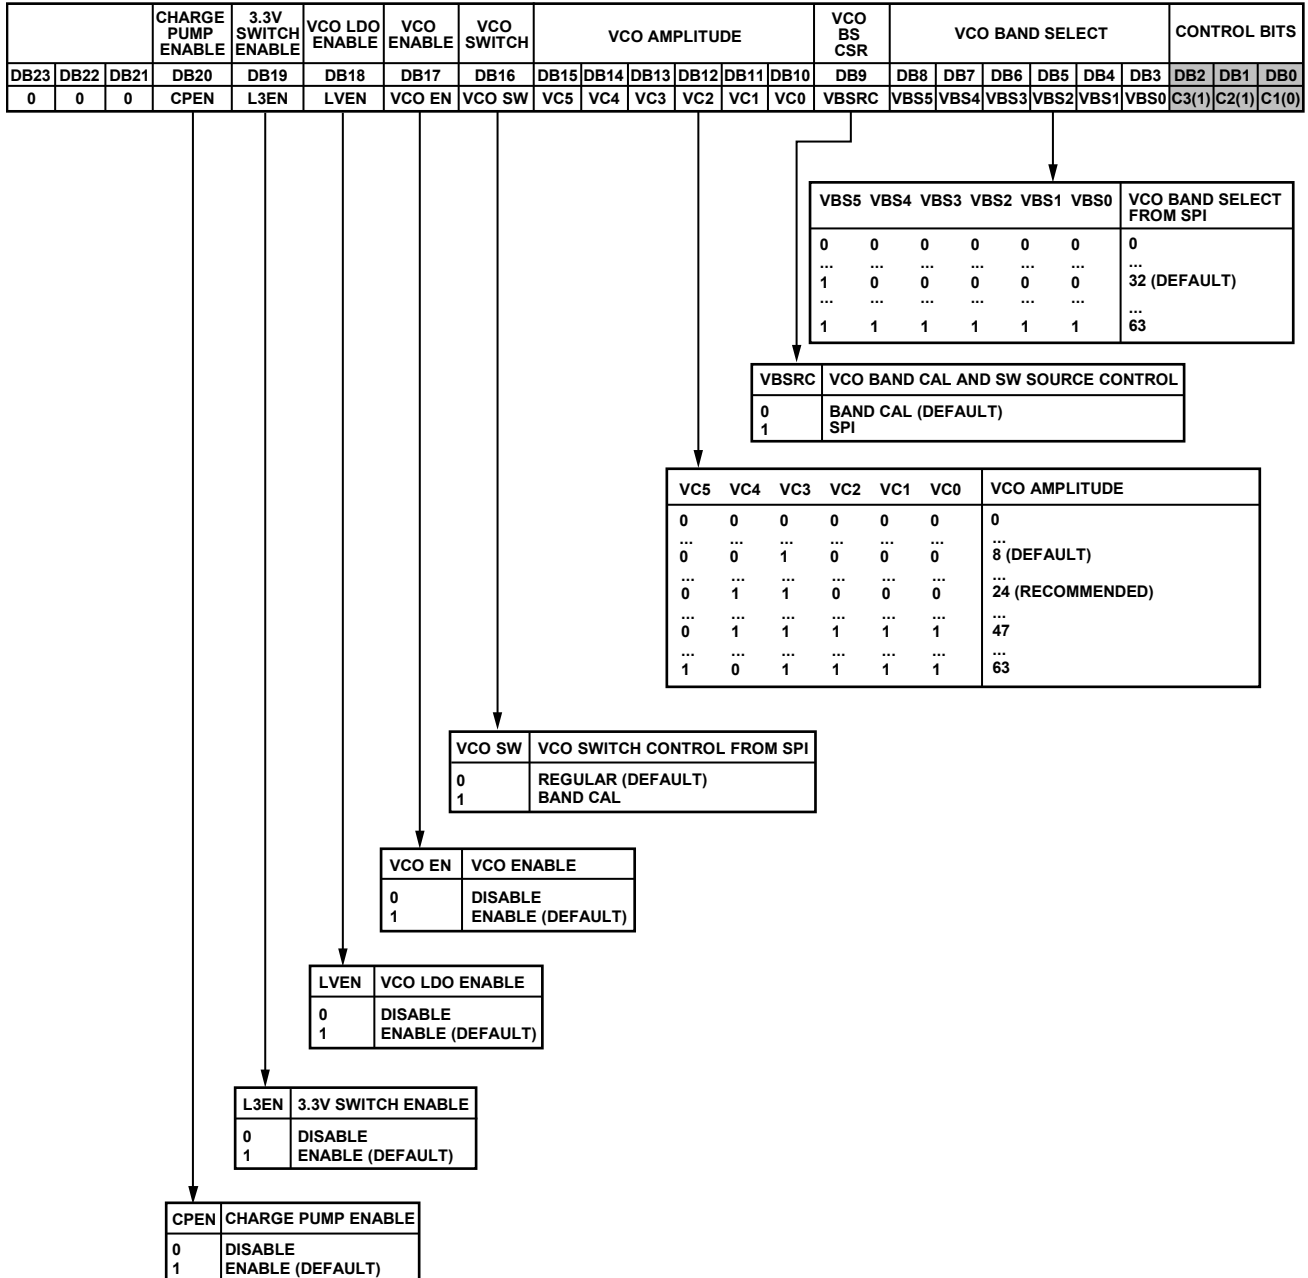 CHARGE PUMP ENABLE 3.3V SWITCH ENABLE VCO LDO ENABLE VCO ENABLE VCO SWITCH VCO AMPLITUDE VCO BS CSR VCO BAND SELECT CONTROL BITS
DB23 DB22 DB21 DB20 DB19 DB18 DB17 DB16 DB15 DB14 DB13 DB12 DB11 DB10 DB9 DB8 DB7 DB6 DB5 DB4 DB3 DB2 DB1 DB0
0 0 0 CPEN L3EN LVEN VCO EN VCO SW VC5 VC4 VC3 VC2 VC1 VC0 VBSRC VBS5 VBS4 VBS3 VBS2 VBS1 VBS0 C3(1) C2(1) C1(0)
VBS5 VBS4 VBS3 VBS2 VBS1 VBS0 VCO BAND SELECT
FROM SPI
0 0 0 0 0 0 0
... ... ... ... ... ... ...
1 0 0 0 0 0 32 (DEFAULT)
... ... ... ... ... ... ...
1 1 1 1 1 1 63
VBSRC VCO BAND CAL AND SW SOURCE CONTROL
0 BAND CAL (DEFAULT)
1 SPI
VC5 VC4 VC3 VC2 VC1 VC0 VCO AMPLITUDE
0 0 0 0 0 0 0
... ... ... ... ... ... ...
0 0 1 0 0 0 8 (DEFAULT)
... ... ... ... ... ... ...
0 1 1 0 0 0 24 (RECOMMENDED)
... ... ... ... ... ... ...
0 1 1 1 1 1 47
... ... ... ... ... ... ...
1 0 1 1 1 1 63
VCO SW VCO SWITCH CONTROL FROM SPI
0 REGULAR (DEFAULT)
1 BAND CAL
VCO EN VCO ENABLE
0 DISABLE
1 ENABLE (DEFAULT)
LVEN VCO LDO ENABLE
0 DISABLE
1 ENABLE (DEFAULT)
L3EN 3.3V SWITCH ENABLE
0 DISABLE
1 ENABLE (DEFAULT)
CPEN CHARGE PUMP ENABLE
0 DISABLE
1 ENABLE (DEFAULT)